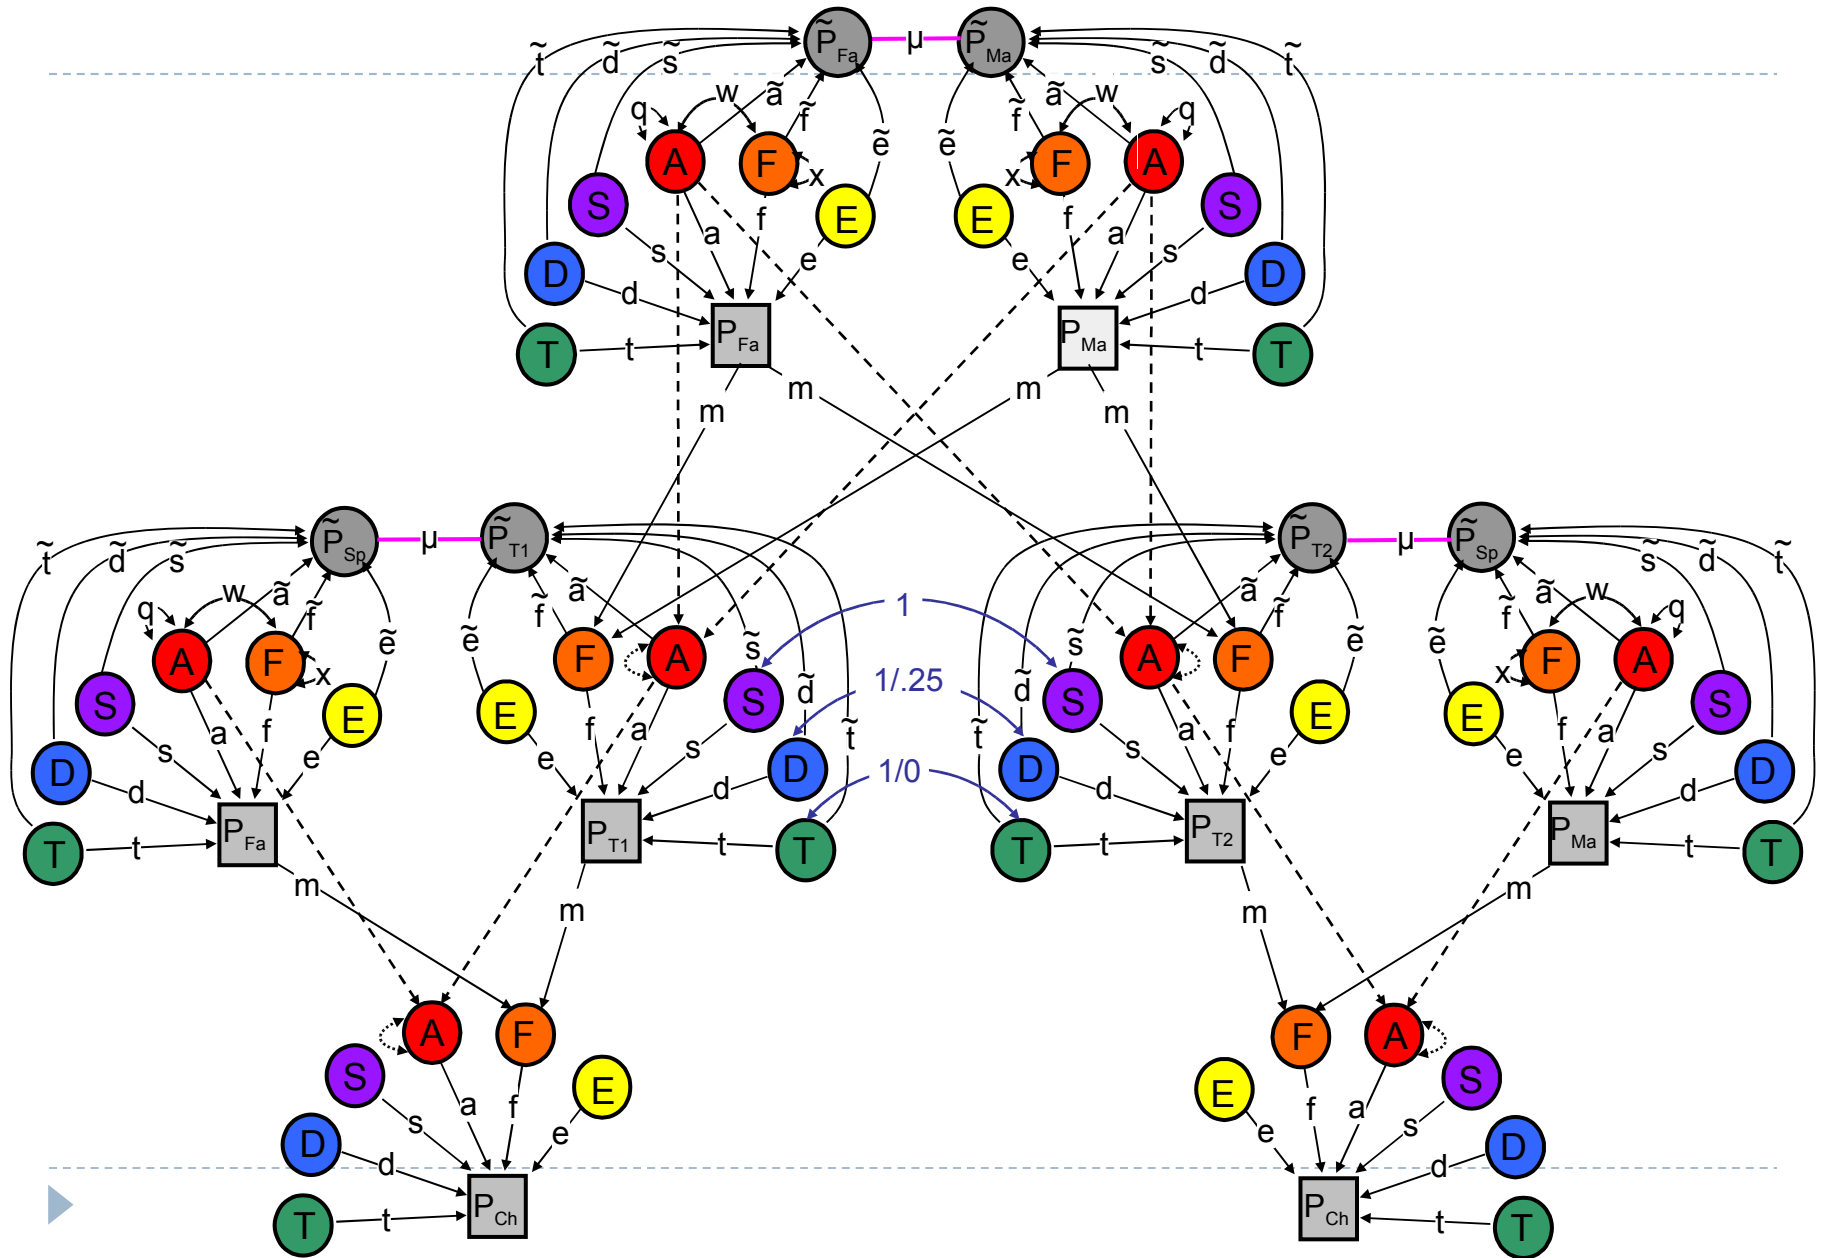 P̃Fa μ P̃Ma
t̃ d̃ s̃ s̃ d̃ t̃
q w ã ã w q
f̃ f̃
ẽ ẽ
A F F A
x x
S E E S
a f f a
s e e s
D D
d d
T t PFa PMa t T
m m m m
P̃Sp μ P̃T1 P̃T2 μ P̃Sp
t̃ d̃ s̃ s̃ d̃ t̃
q w ã f̃ f̃ ã 1 ã f̃ f̃ ã w q
ẽ ẽ s̃ s̃ ẽ ẽ
A F F A A F F A
x x
S E E S 1/.25 S E E S
d̃ d̃
a f f a a f f a
t̃ t̃
s e e s s e e s
D D 1/0 D D
d d d d
T t PFa PT1 t T T t PT2 PMa t T
m m m m
A F F A
S E E S
a f f a
s e e s
D D
d d
T t PCh PCh t T